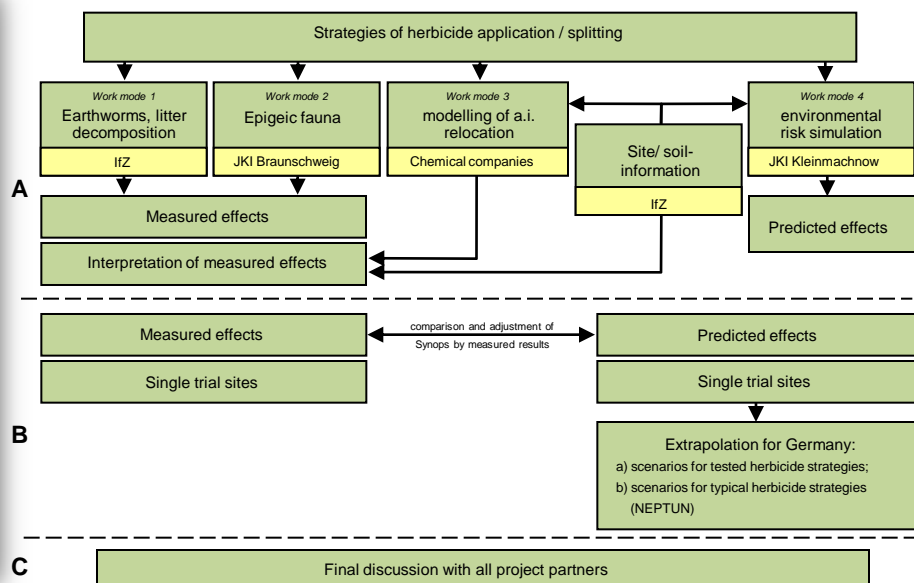 Strategies of herbicide application / splitting
Work mode 1
Earthworms, litter
decomposition
IfZ
Work mode 2
Epigeic fauna
JKI Braunschweig
Work mode 3
modelling of a.i.
relocation
Chemical companies
Site/ soil-
information
IfZ
Work mode 4
environmental
risk simulation
JKI Kleinmachnow
A
Measured effects
Interpretation of measured effects
Predicted effects
Measured effects
comparison and adjustment of
Synops by measured results
Predicted effects
Single trial sites
Single trial sites
B
Extrapolation for Germany:
a) scenarios for tested herbicide strategies;
b) scenarios for typical herbicide strategies
(NEPTUN)
C
Final discussion with all project partners